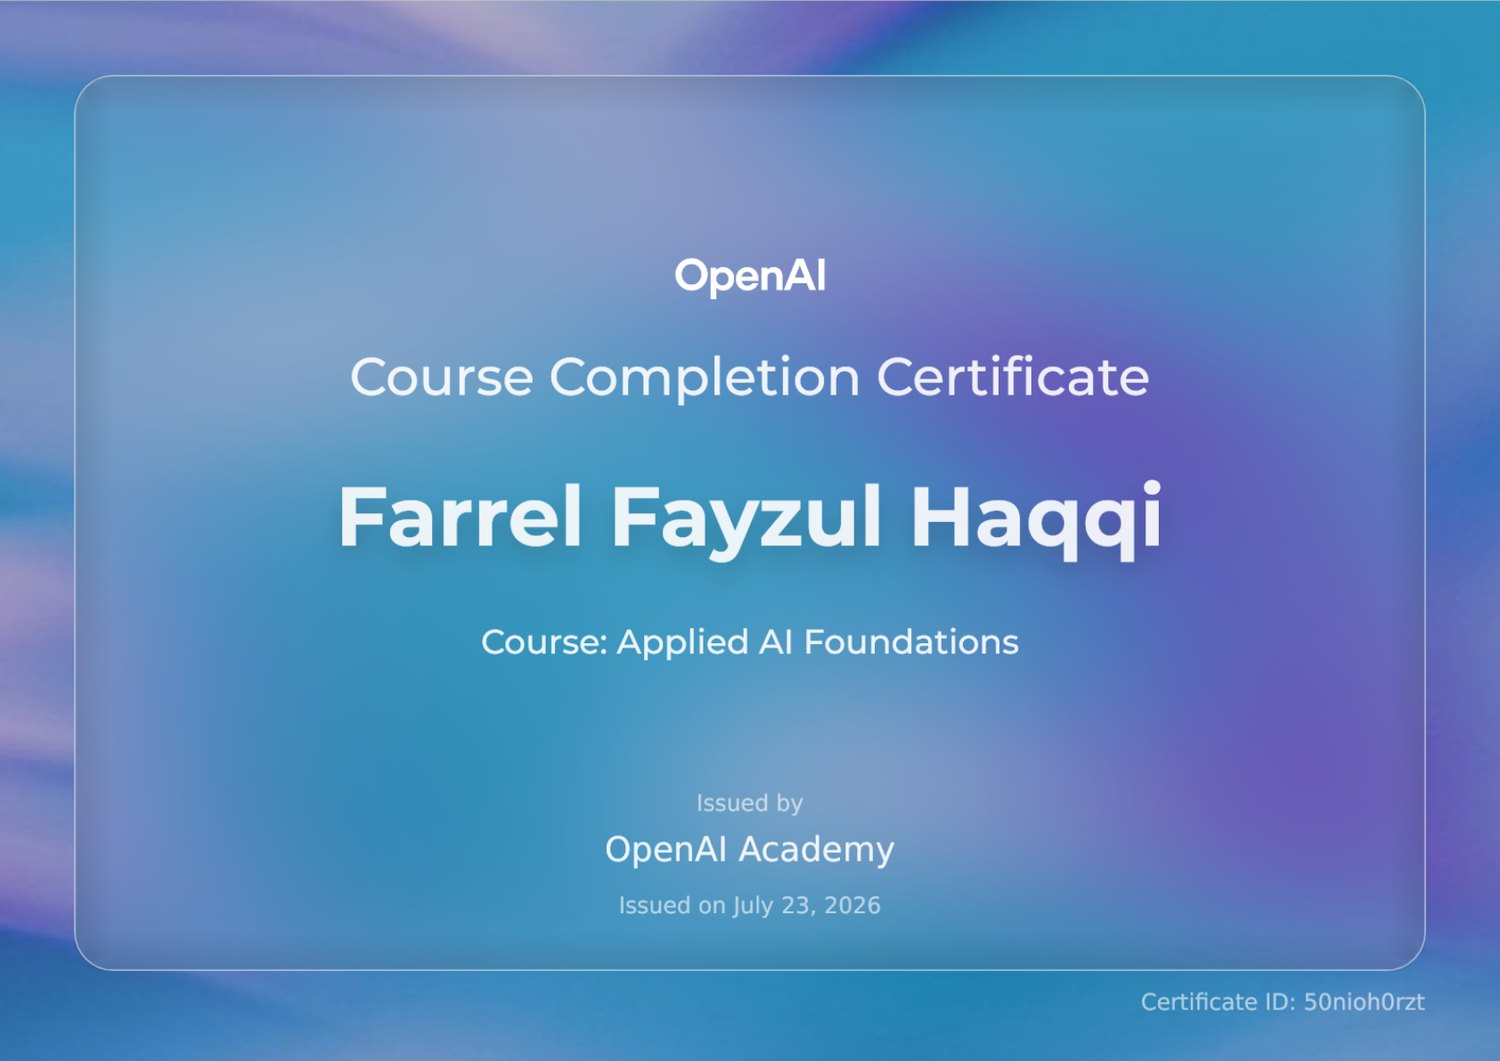 OpenAI
Course Completion Certificate
Farrel Fayzul Haqqi
Course: Applied AI Foundations
Issued by
OpenAI Academy
Issued on July 23, 2026
Certificate ID: 50nioh0rzt